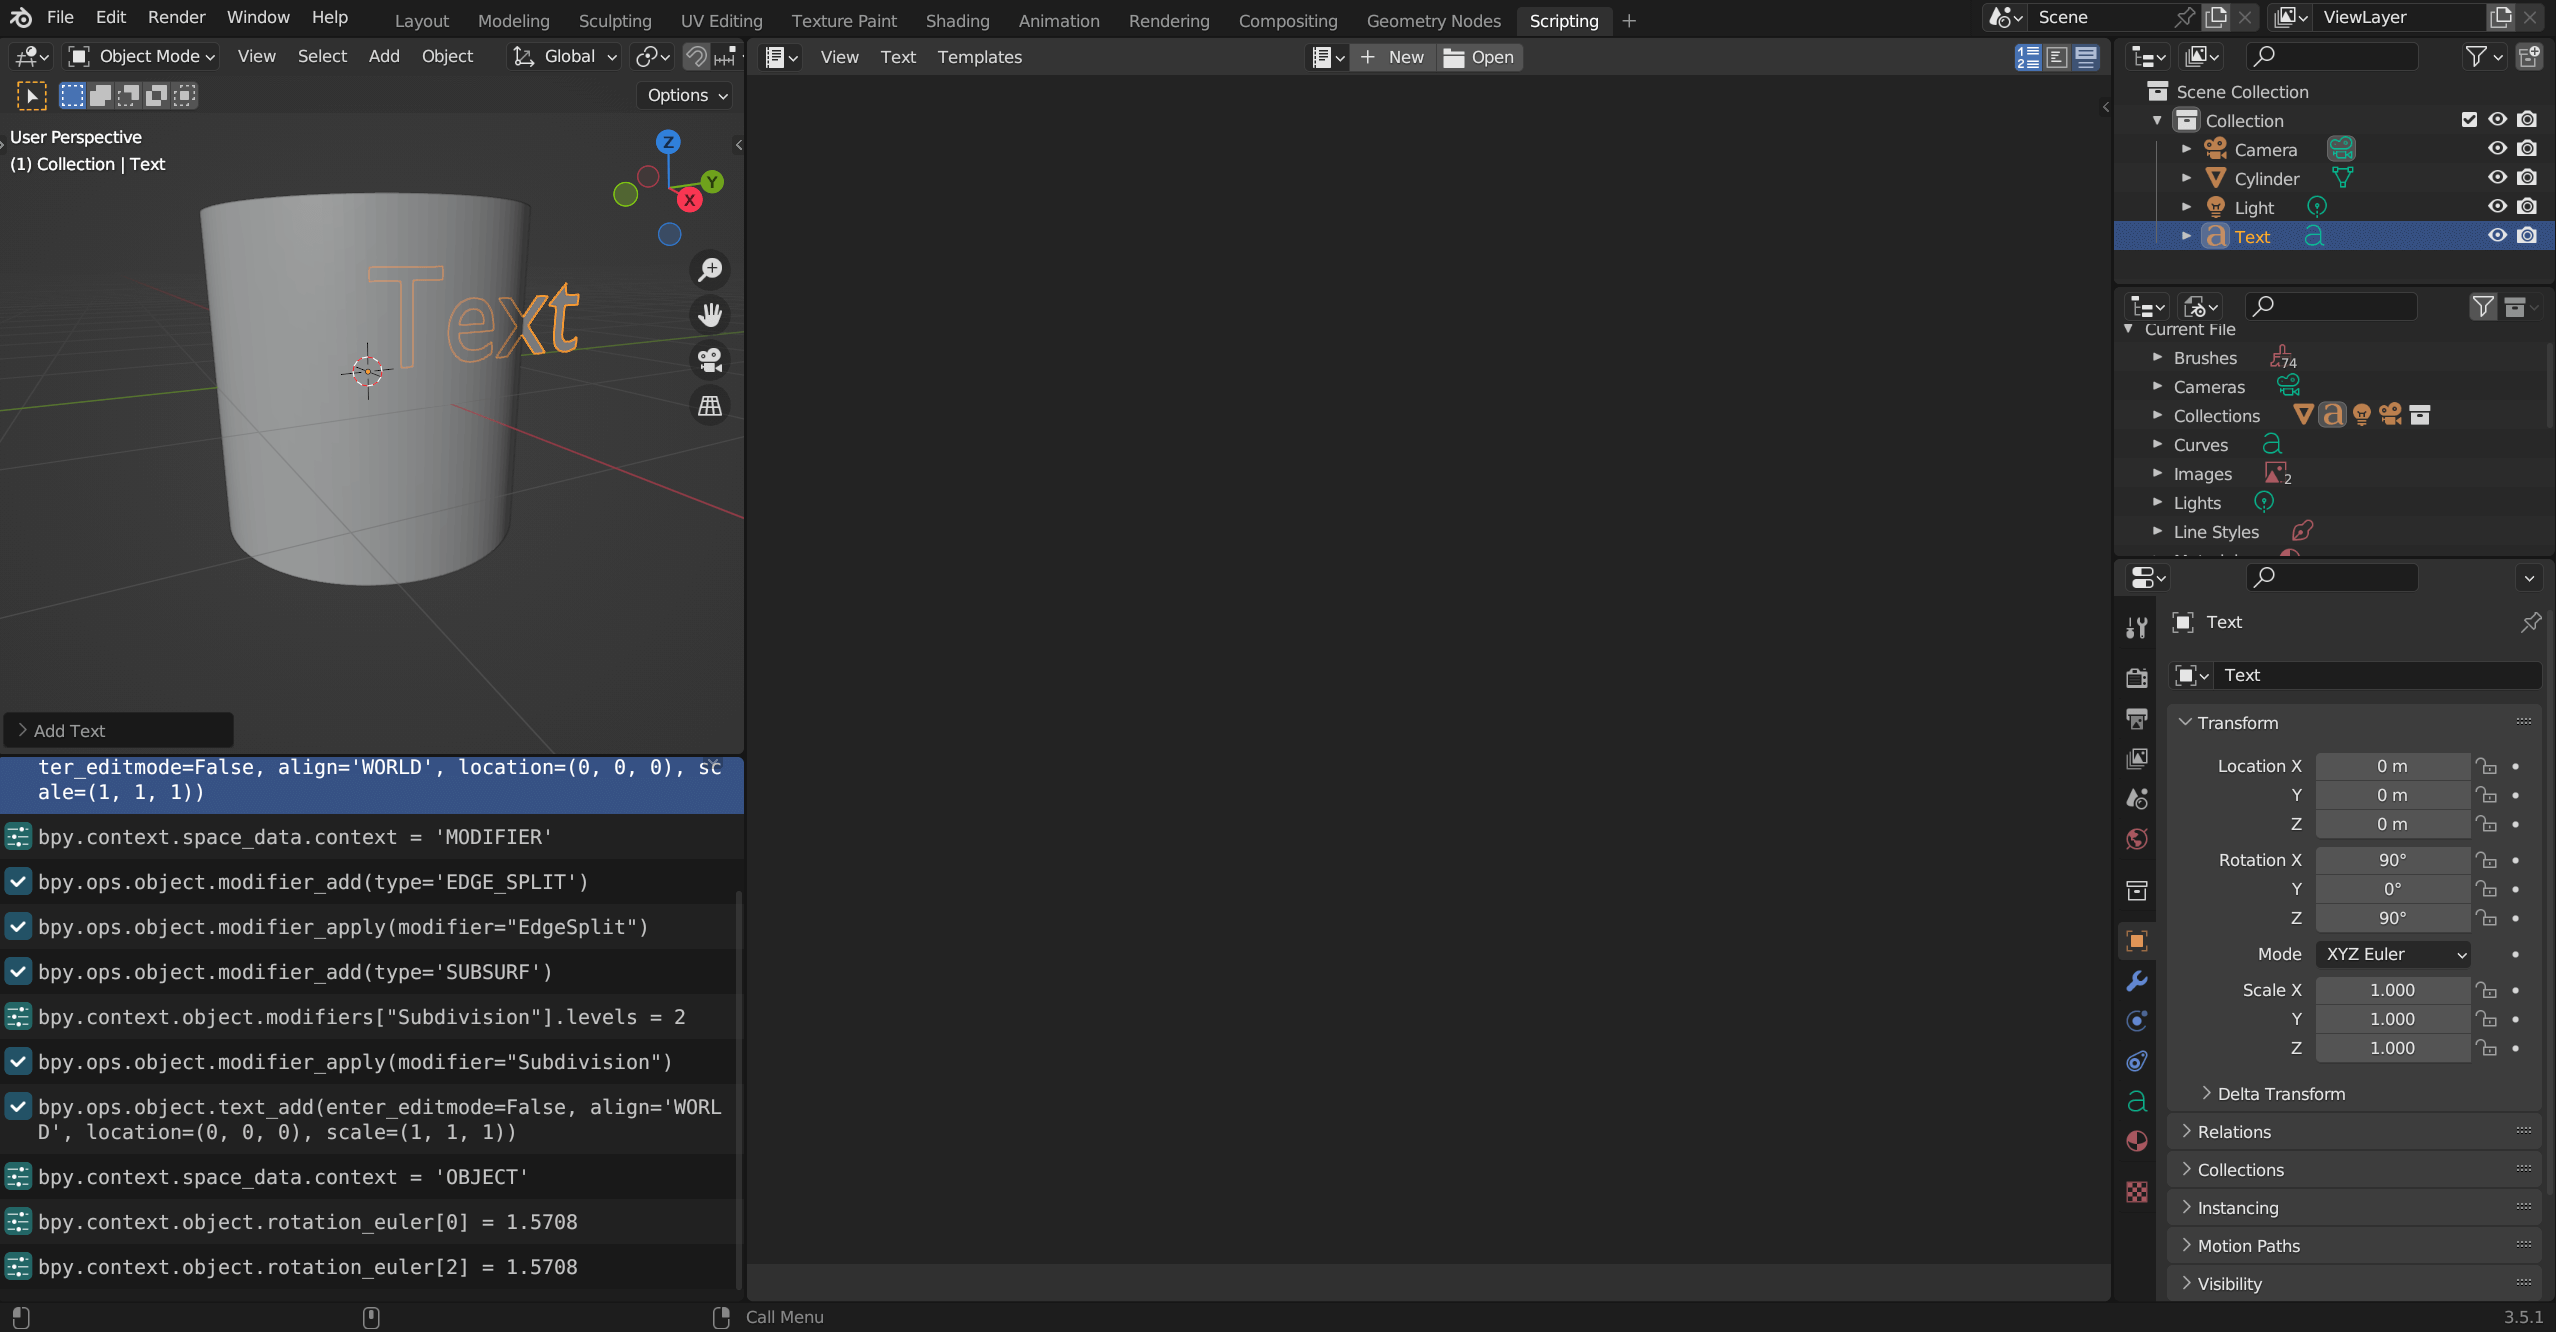 File Edit Render Window Help Layout Modeling Sculpting UV Editing Texture Paint Shading Animation Rendering Compositing Geometry Nodes Scripting + Scene ViewLayer
Object Mode View Select Add Object Global
Options
User Perspective
(1) Collection | Text
Z
Y
X
Text
Add Text
ter_editmode=False, align='WORLD', location=(0, 0, 0), sc
ale=(1, 1, 1))
bpy.context.space_data.context = 'MODIFIER'
bpy.ops.object.modifier_add(type='EDGE_SPLIT')
bpy.ops.object.modifier_apply(modifier="EdgeSplit")
bpy.ops.object.modifier_add(type='SUBSURF')
bpy.context.object.modifiers["Subdivision"].levels = 2
bpy.ops.object.modifier_apply(modifier="Subdivision")
bpy.ops.object.text_add(enter_editmode=False, align='WORL
D', location=(0, 0, 0), scale=(1, 1, 1))
bpy.context.space_data.context = 'OBJECT'
bpy.context.object.rotation_euler[0] = 1.5708
bpy.context.object.rotation_euler[2] = 1.5708
View Text Templates + New Open
Scene Collection
Collection
Camera
Cylinder
Light
Text
Current File
Brushes 74
Cameras
Collections
Curves
Images 2
Lights
Line Styles
Text
Text
Transform
Location X 0 m
Y 0 m
Z 0 m
Rotation X 90°
Y 0°
Z 90°
Mode XYZ Euler
Scale X 1.000
Y 1.000
Z 1.000
Delta Transform
Relations
Collections
Instancing
Motion Paths
Visibility
Call Menu
3.5.1